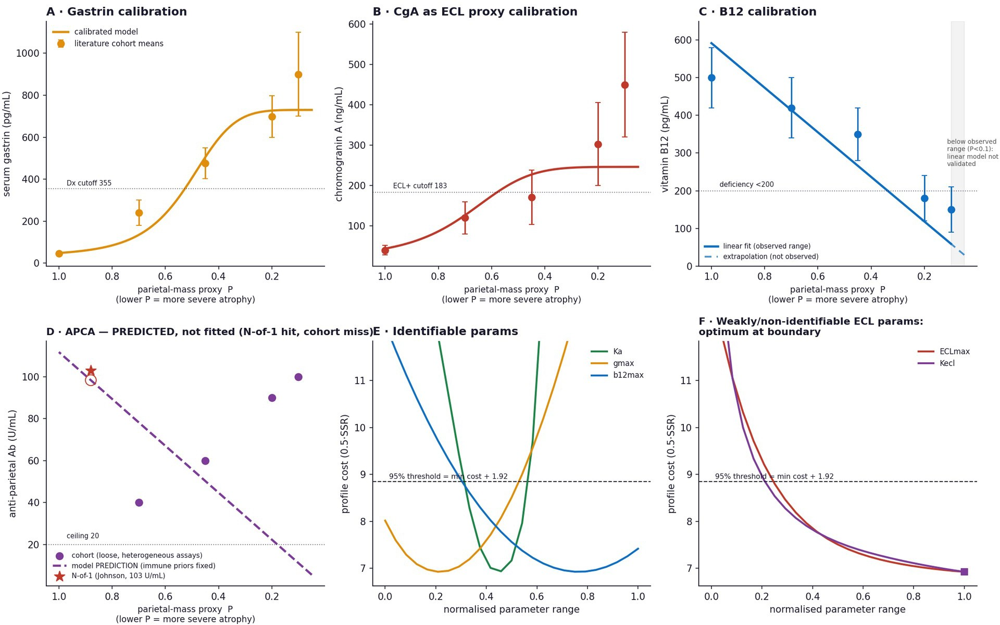 A · Gastrin calibration
calibrated model
literature cohort means
Dx cutoff 355
serum gastrin (pg/mL)
1000
800
600
400
200
0
1.0 0.8 0.6 0.4 0.2
parietal-mass proxy P
(lower P = more severe atrophy)
B · CgA as ECL proxy calibration
ECL+ cutoff 183
chromogranin A (ng/mL)
600
500
400
300
200
100
1.0 0.8 0.6 0.4 0.2
parietal-mass proxy P
(lower P = more severe atrophy)
C · B12 calibration
below observed
range (P<0.1):
linear model not
validated
deficiency <200
linear fit (observed range)
extrapolation (not observed)
vitamin B12 (pg/mL)
600
500
400
300
200
100
0
1.0 0.8 0.6 0.4 0.2
parietal-mass proxy P
(lower P = more severe atrophy)
D · APCA — PREDICTED, not fitted (N-of-1 hit, cohort miss)
ceiling 20
cohort (loose, heterogeneous assays)
model PREDICTION (immune priors fixed)
N-of-1 (Johnson, 103 U/mL)
anti-parietal Ab (U/mL)
100
80
60
40
20
1.0 0.8 0.6 0.4 0.2
parietal-mass proxy P
(lower P = more severe atrophy)
E · Identifiable params
Ka
gmax
b12max
95% threshold = min cost + 1.92
profile cost (0.5·SSR)
11
10
9
8
7
0.0 0.2 0.4 0.6 0.8 1.0
normalised parameter range
F · Weakly/non-identifiable ECL params:
optimum at boundary
ECLmax
Kecl
95% threshold = min cost + 1.92
profile cost (0.5·SSR)
11
10
9
8
7
0.0 0.2 0.4 0.6 0.8 1.0
normalised parameter range